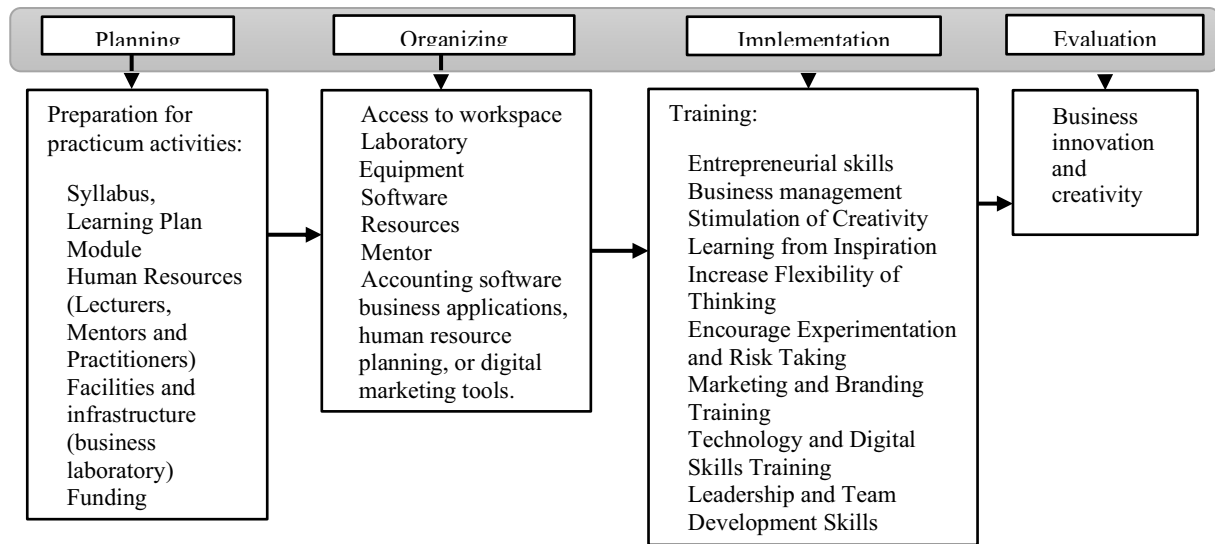 Planning
Organizing
Implementation
Evaluation
Preparation for
practicum activities:
Syllabus,
Learning Plan
Module
Human Resources
(Lecturers,
Mentors and
Practitioners)
Facilities and
infrastructure
(business
laboratory)
Funding
Access to workspace
Laboratory
Equipment
Software
Resources
Mentor
Accounting software
business applications,
human resource
planning, or digital
marketing tools.
Training:
Entrepreneurial skills
Business management
Stimulation of Creativity
Learning from Inspiration
Increase Flexibility of
Thinking
Encourage Experimentation
and Risk Taking
Marketing and Branding
Training
Technology and Digital
Skills Training
Leadership and Team
Development Skills
Business
innovation
and
creativity